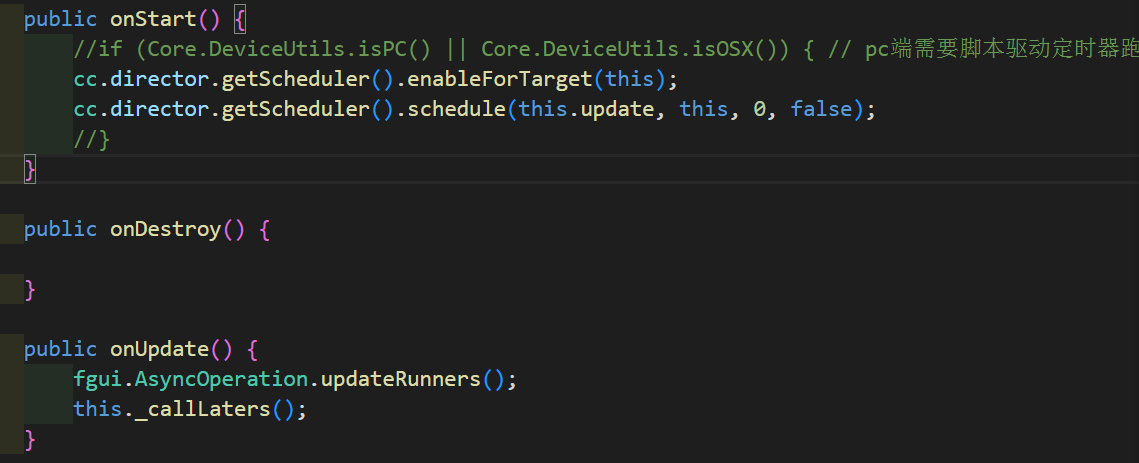 public onStart() {
//if (Core.DeviceUtils.isPC() || Core.DeviceUtils.isOSX()) { // pc端需要脚本驱动定时器跑
cc.director.getScheduler().enableForTarget(this);
cc.director.getScheduler().schedule(this.update, this, 0, false);
//}
}
public onDestroy() {
}
public onUpdate() {
fgui.AsyncOperation.updateRunners();
this._callLaters();
}